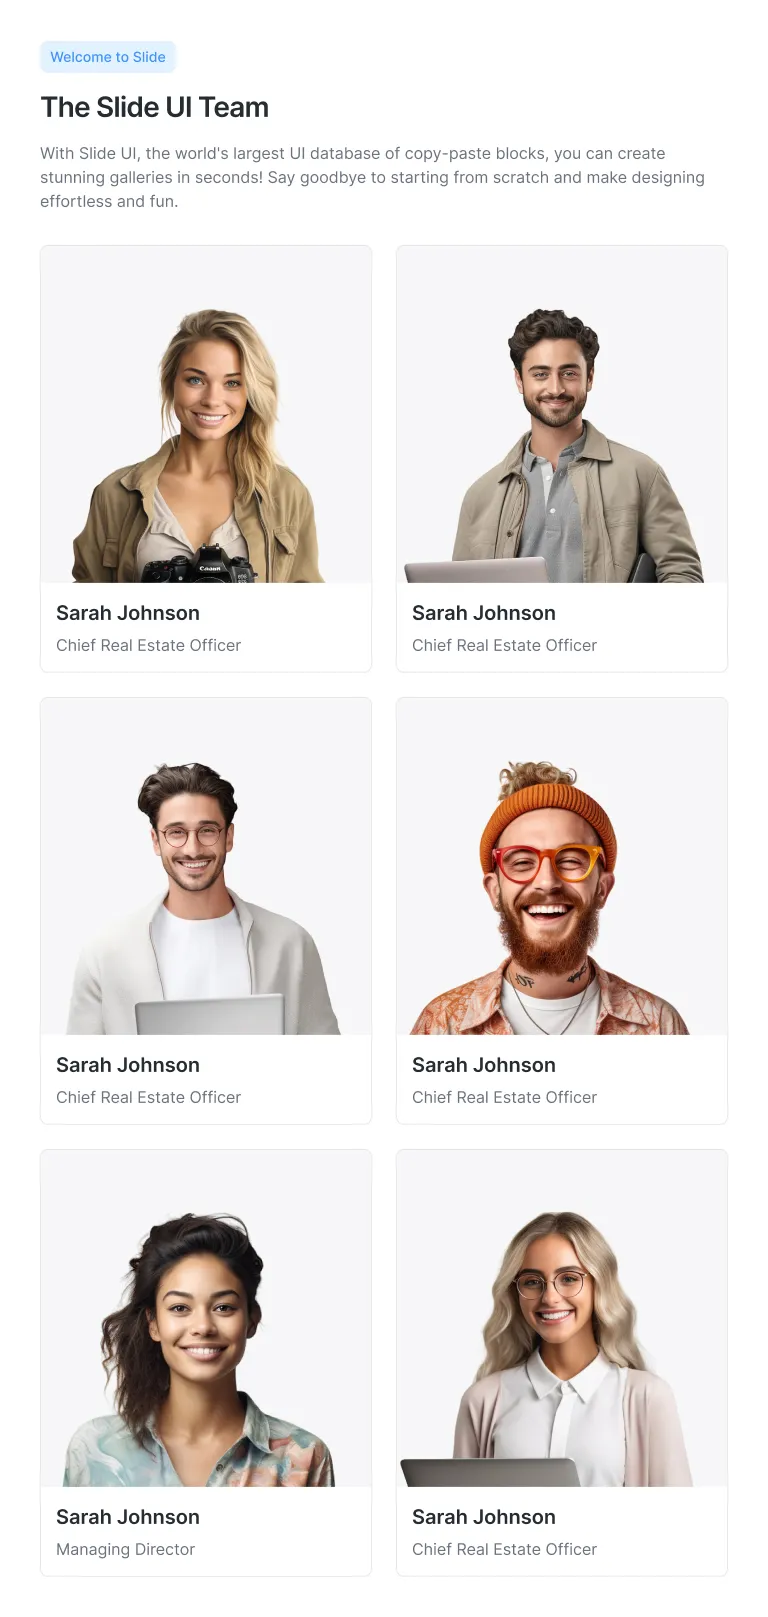 Welcome to Slide
The Slide UI Team
With Slide UI, the world's largest UI database of copy-paste blocks, you can create
stunning galleries in seconds! Say goodbye to starting from scratch and make designing
effortless and fun.
Canon
Sarah Johnson
Chief Real Estate Officer
Sarah Johnson
Chief Real Estate Officer
Sarah Johnson
Chief Real Estate Officer
Sarah Johnson
Chief Real Estate Officer
Sarah Johnson
Managing Director
Sarah Johnson
Chief Real Estate Officer